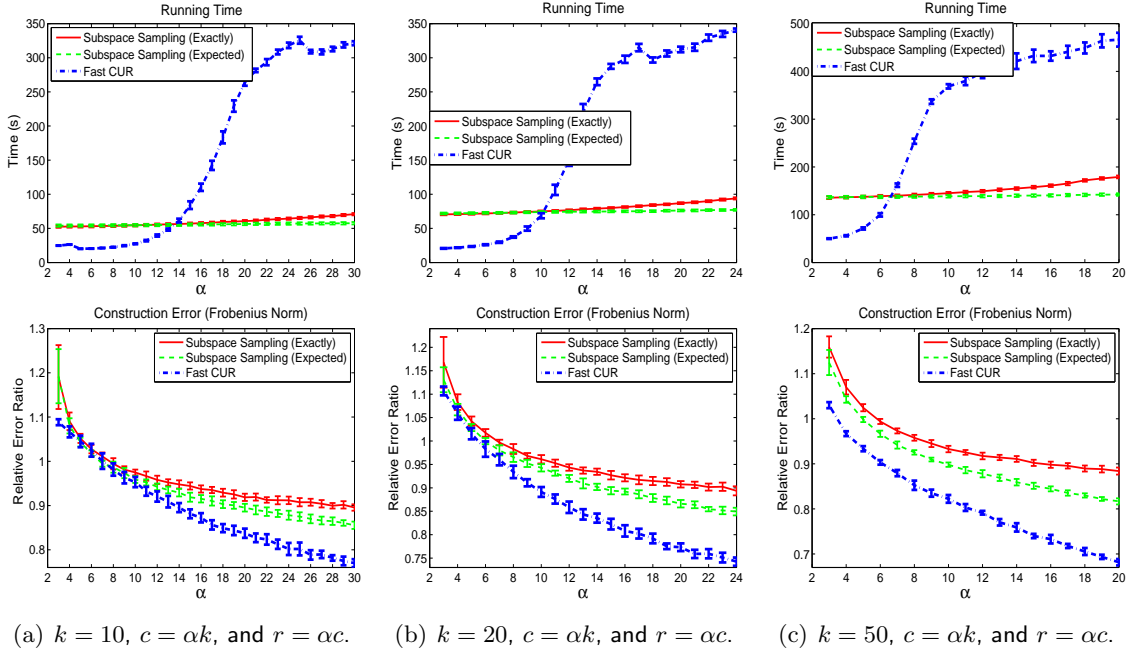 Running Time
350
300
250
200
150
100
50
0
Time (s)
Subspace Sampling (Exactly)
Subspace Sampling (Expected)
Fast CUR
2 4 6 8 10 12 14 16 18 20 22 24 26 28 30
α
Running Time
350
300
250
200
150
100
50
0
Time (s)
Subspace Sampling (Exactly)
Subspace Sampling (Expected)
Fast CUR
2 4 6 8 10 12 14 16 18 20 22 24
α
Running Time
500
400
300
200
100
0
Time (s)
Subspace Sampling (Exactly)
Subspace Sampling (Expected)
Fast CUR
2 4 6 8 10 12 14 16 18 20
α
Construction Error (Frobenius Norm)
1.3
1.2
1.1
1
0.9
0.8
Relative Error Ratio
Subspace Sampling (Exactly)
Subspace Sampling (Expected)
Fast CUR
2 4 6 8 10 12 14 16 18 20 22 24 26 28 30
α
Construction Error (Frobenius Norm)
1.25
1.2
1.15
1.1
1.05
1
0.95
0.9
0.85
0.8
0.75
Relative Error Ratio
Subspace Sampling (Exactly)
Subspace Sampling (Expected)
Fast CUR
2 4 6 8 10 12 14 16 18 20 22 24
α
Construction Error (Frobenius Norm)
1.2
1.1
1
0.9
0.8
0.7
Relative Error Ratio
Subspace Sampling (Exactly)
Subspace Sampling (Expected)
Fast CUR
2 4 6 8 10 12 14 16 18 20
α
(a) k = 10, c = αk, and r = αc.
(b) k = 20, c = αk, and r = αc.
(c) k = 50, c = αk, and r = αc.